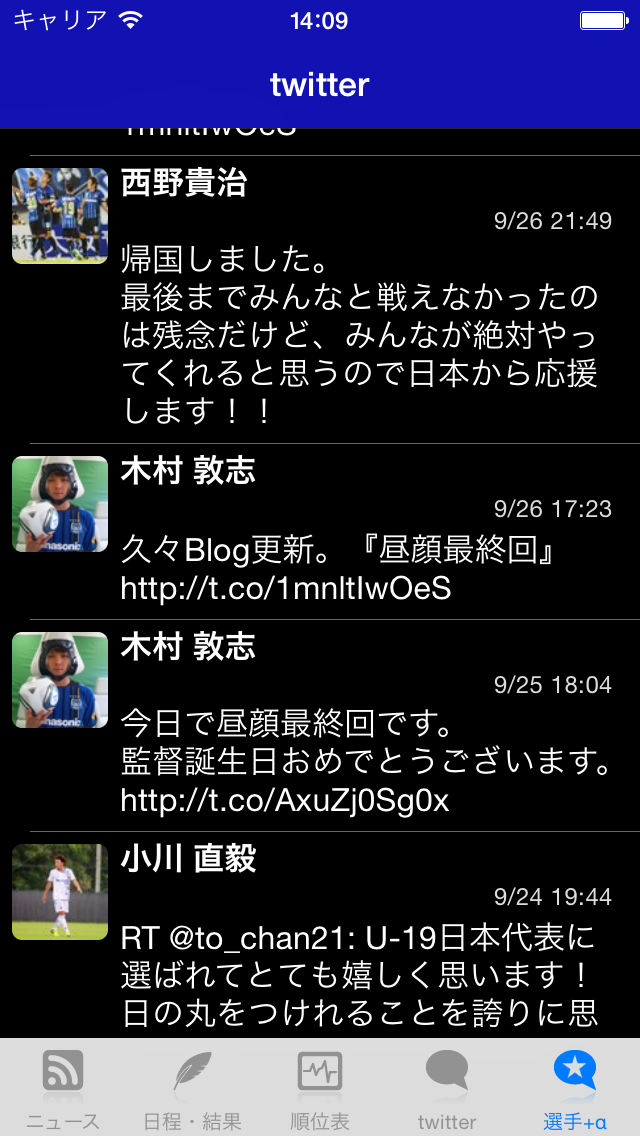 キャリア 14:09
twitter
1mnltIwOeS
西野貴治
9/26 21:49
帰国しました。
最後までみんなと戦えなかったの
は残念だけど、みんなが絶対やっ
てくれると思うので日本から応援
します！！
木村 敦志
9/26 17:23
久々Blog更新。『昼顔最終回』
http://t.co/1mnltIwOeS
木村 敦志
9/25 18:04
今日で昼顔最終回です。
監督誕生日おめでとうございます。
http://t.co/AxuZj0Sg0x
小川 直毅
9/24 19:44
RT @to_chan21: U-19日本代表に
選ばれてとても嬉しく思います！
日の丸をつけれることを誇りに思
ニュース 日程・結果 順位表 twitter 選手+α